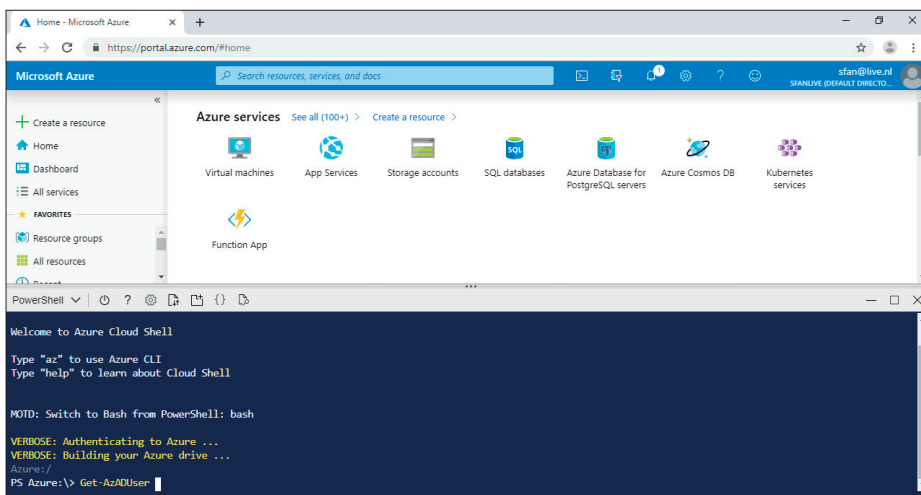 Home - Microsoft Azure
https://portal.azure.com/#home
Microsoft Azure
Search resources, services, and docs
1
sfan@live.nl
SFANLIVE (DEFAULT DIRECTO...
Create a resource
Home
Dashboard
All services
FAVORITES
Resource groups
All resources
Recent
Azure services See all (100+) > Create a resource >
Virtual machines
App Services
Storage accounts
SQL
SQL databases
Azure Database for
PostgreSQL servers
Azure Cosmos DB
Kubernetes
services
Function App
PowerShell
Welcome to Azure Cloud Shell
Type "az" to use Azure CLI
Type "help" to learn about Cloud Shell
MOTD: Switch to Bash from PowerShell: bash
VERBOSE: Authenticating to Azure ...
VERBOSE: Building your Azure drive ...
Azure:/
PS Azure:\> Get-AzADUser